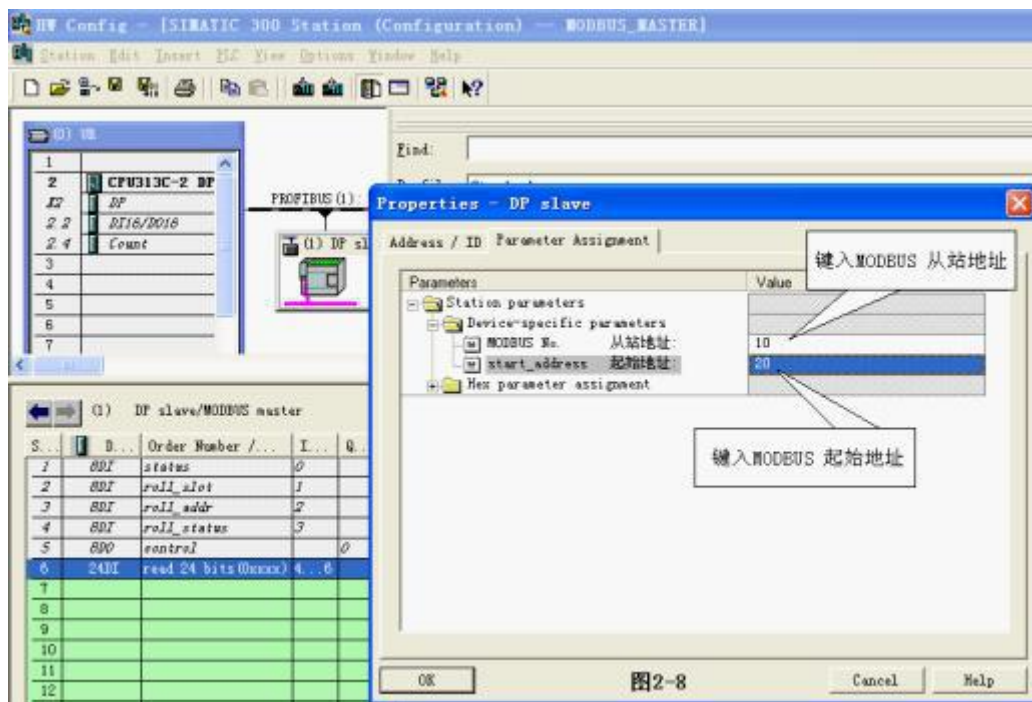 HW Config - [SIMATIC 300 Station (Configuration) -- MODBUS_MASTER]
Station Edit Insert PLC View Options Window Help
(0) UR
1
2 CPU313C-2 DP
X2 DP
2.2 DI16/DO16
2.4 Count
3
4
5
6
7
PROFIBUS(1):
(1) DP sl
Find:
Properties - DP slave
Address / ID Parameter Assignment
键入MODBUS 从站地址
Parameters Value
Station parameters
Device-specific parameters
MODBUS No. 从站地址: 10
start_address 起始地址: 20
Hex parameter assignment
键入MODBUS 起始地址
(1) DP slave/MODBUS master
S... D... Order Number /... I... Q..
1 8DI status 0
2 8DI roll_slot 1
3 8DI roll_addr 2
4 8DI roll_status 3
5 8DO control 0
6 24DI read 24 bits(0xxxx) 4...6
7
8
9
10
11
12
OK 图2-8 Cancel Help